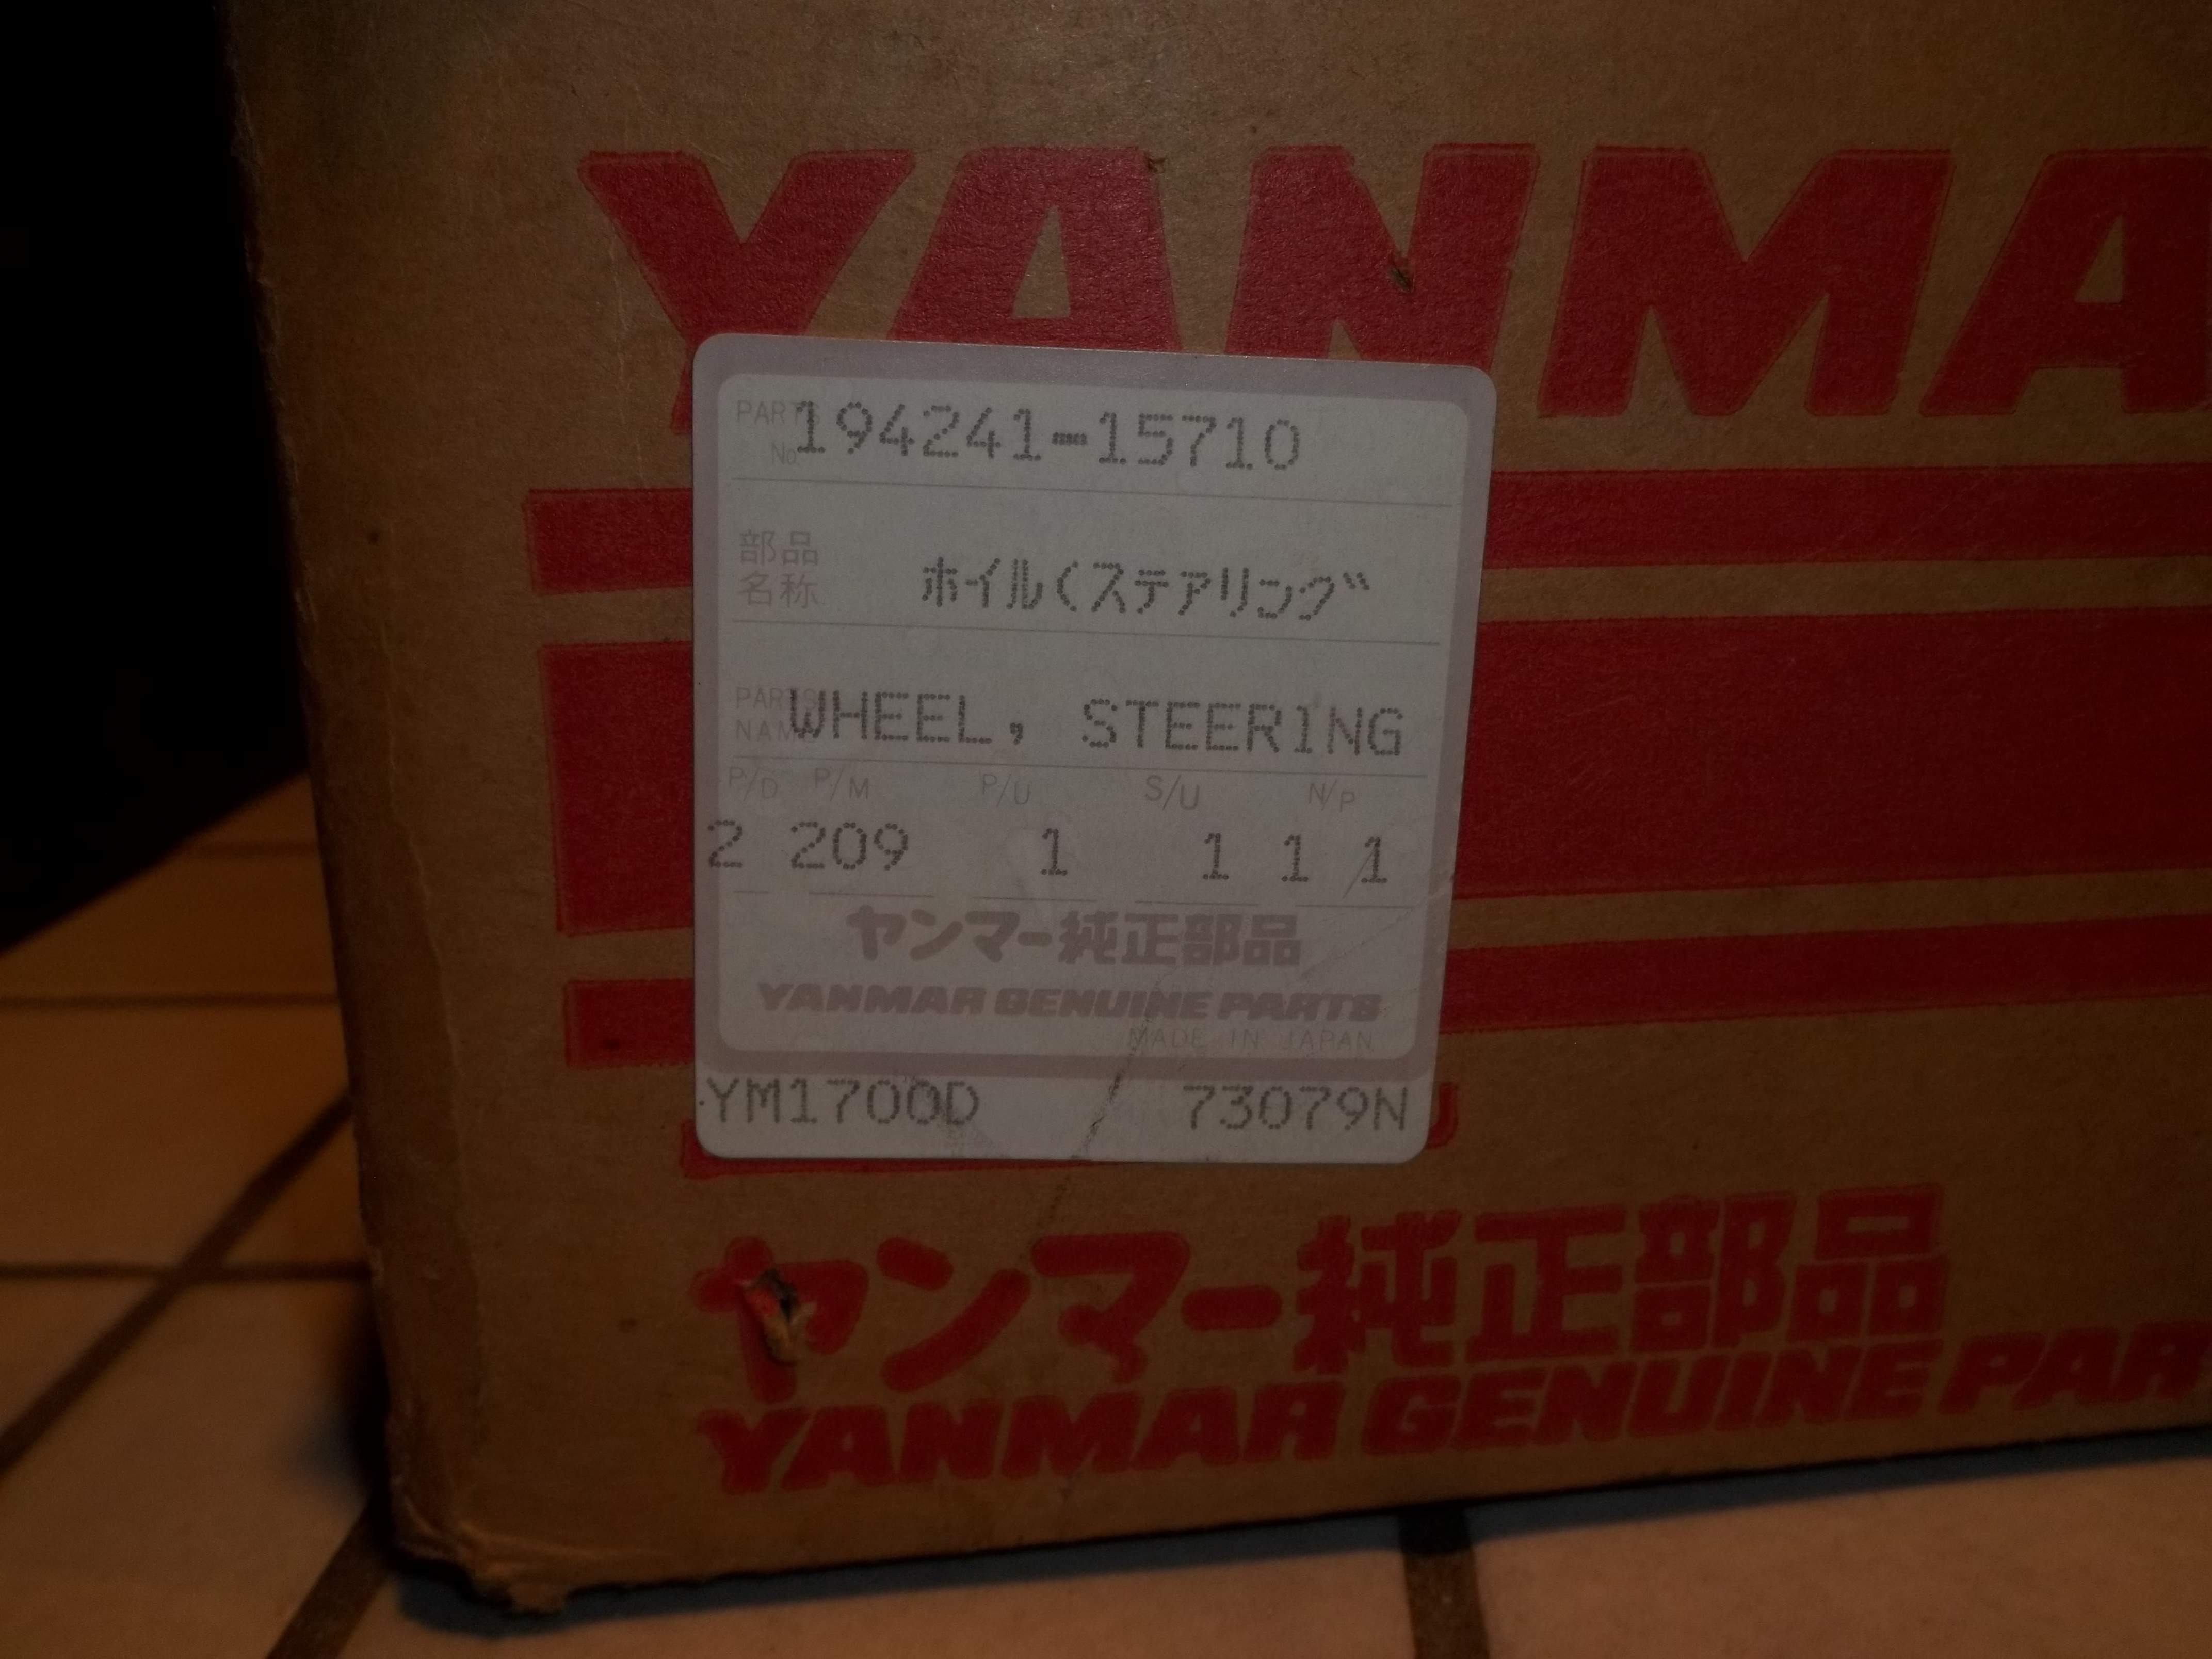 YANMA
PARTS No. 194241-15710
部品名称 ホイル(ステアリング
PARTS NAME WHEEL, STEERING
P/D P/M P/U S/U N/P
2 209 1 1 1/1
ヤンマー純正部品
YANMAR GENUINE PARTS
MADE IN JAPAN
YM1700D 73079N
ヤンマー純正部品
YANMAR GENUINE PAR